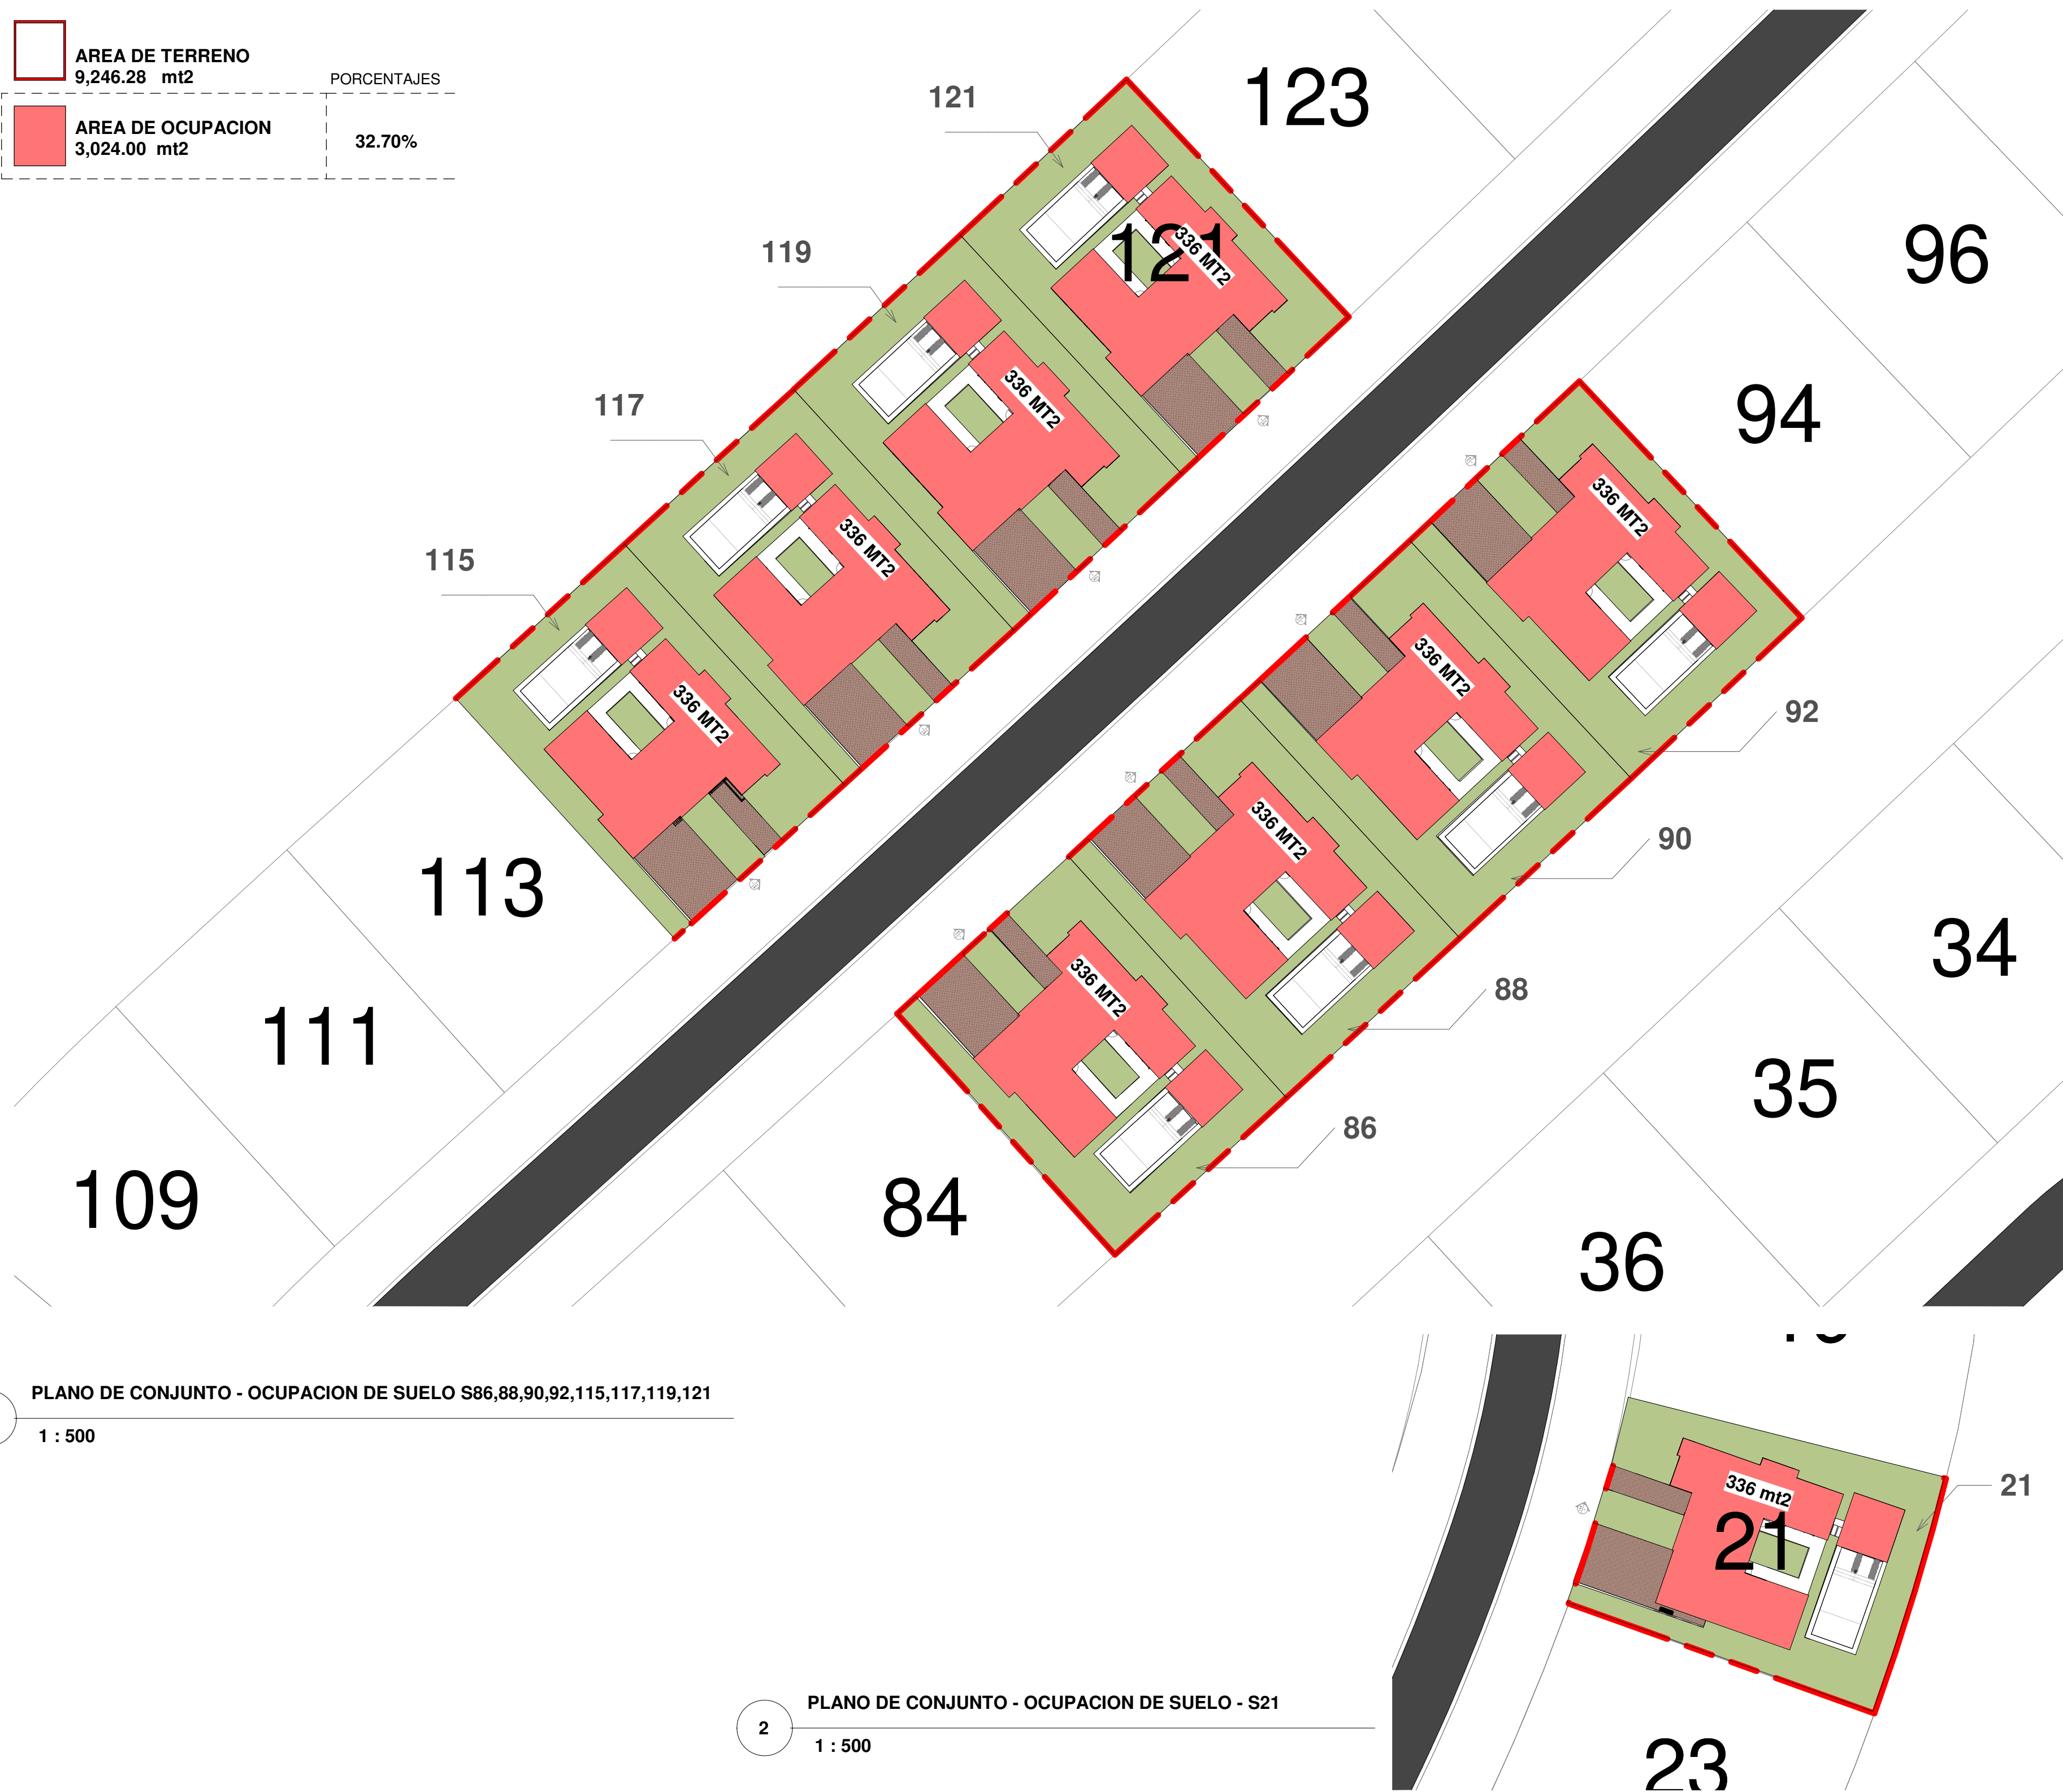 AREA DE TERRENO
9,246.28 mt2
PORCENTAJES
AREA DE OCUPACION
3,024.00 mt2
32.70%
121
123
119
121
336 MT2
96
117
336 MT2
94
115
336 MT2
336 MT2
336 MT2
336 MT2
92
113
336 MT2
90
34
111
336 MT2
88
35
109
84
86
36
PLANO DE CONJUNTO - OCUPACION DE SUELO S86,88,90,92,115,117,119,121
1 : 500
21
336 mt2
21
2
PLANO DE CONJUNTO - OCUPACION DE SUELO - S21
1 : 500
23